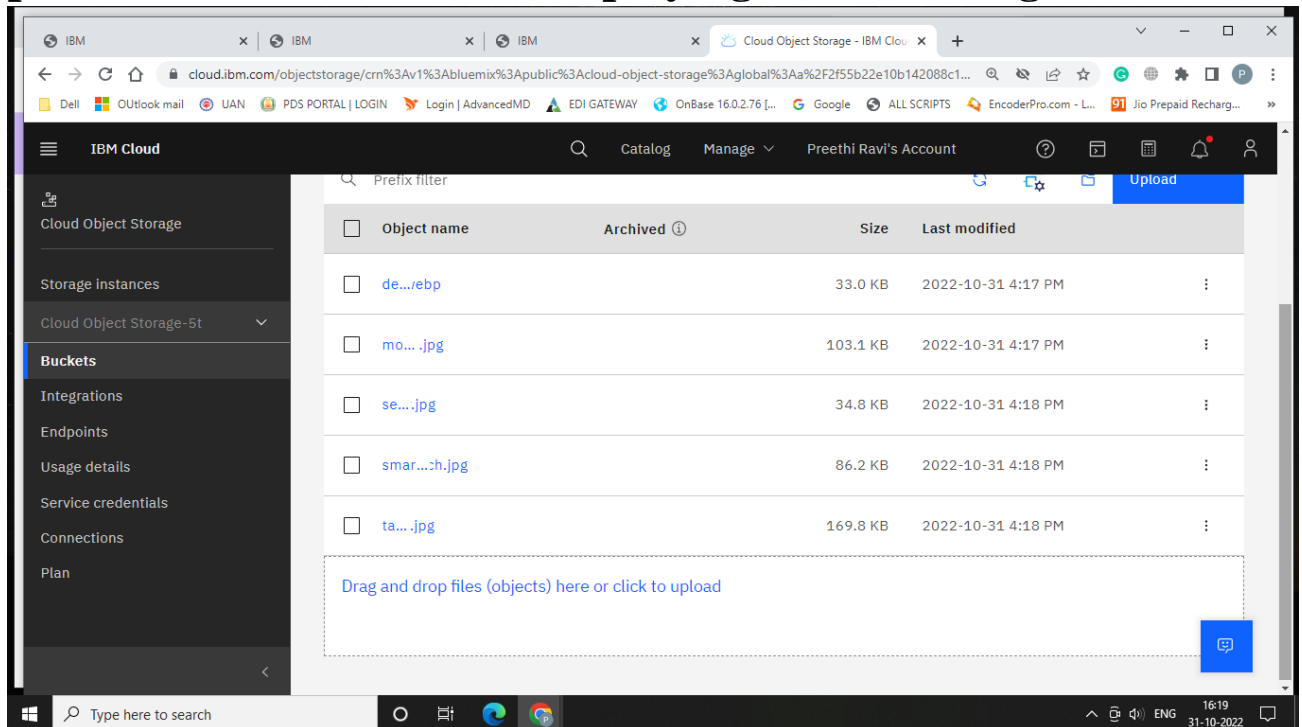 IBM IBM IBM Cloud Object Storage - IBM Clou
cloud.ibm.com/objectstorage/crn%3Av1%3Abluemix%3Apublic%3Acloud-object-storage%3Aglobal%3Aa%2F2f55b22e10b142088c1...
Dell OUtlook mail UAN PDS PORTAL | LOGIN Login | AdvancedMD EDI GATEWAY OnBase 16.0.2.76 [... Google ALL SCRIPTS EncoderPro.com - L... 91 Jio Prepaid Recharg... »
IBM Cloud Catalog Manage Preethi Ravi's Account
Prefix filter Upload
Cloud Object Storage
Object name Archived Size Last modified
Storage instances
de.../ebp 33.0 KB 2022-10-31 4:17 PM
Cloud Object Storage-5t
mo... .jpg 103.1 KB 2022-10-31 4:17 PM
Buckets
Integrations
se....jpg 34.8 KB 2022-10-31 4:18 PM
Endpoints
Usage details
smar...ch.jpg 86.2 KB 2022-10-31 4:18 PM
Service credentials
ta... .jpg 169.8 KB 2022-10-31 4:18 PM
Connections
Plan
Drag and drop files (objects) here or click to upload
Type here to search ENG 16:19
31-10-2022